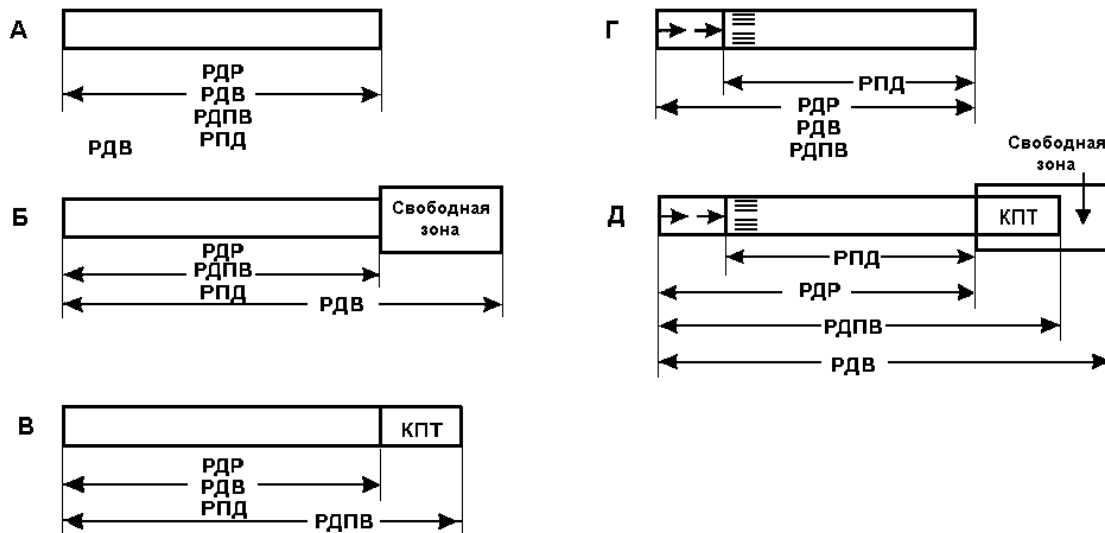 А
РДР
РДВ
РДПВ
РПД
РДВ
Б
Свободная
зона
РДР
РДПВ
РПД
РДВ
В
КПТ
РДР
РДВ
РПД
РДПВ
Г
РПД
РДР
РДВ
РДПВ
Свободная
зона
Д
КПТ
РПД
РДР
РДПВ
РДВ